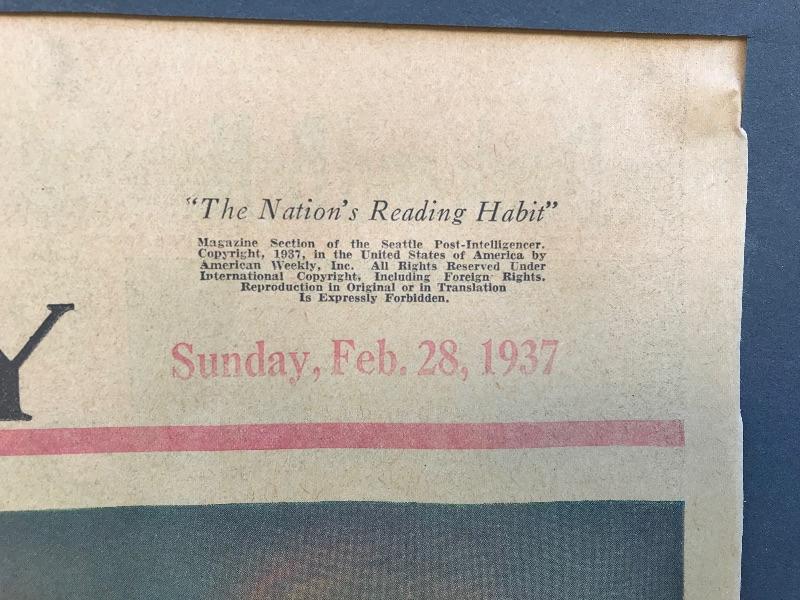 "The Nation's Reading Habit"
Magazine Section of the Seattle Post-Intelligencer.
Copyright, 1937, in the United States of America by
American Weekly, Inc. All Rights Reserved Under
International Copyright, Including Foreign Rights.
Reproduction in Original or in Translation
Is Expressly Forbidden.
Y
Sunday, Feb. 28, 1937